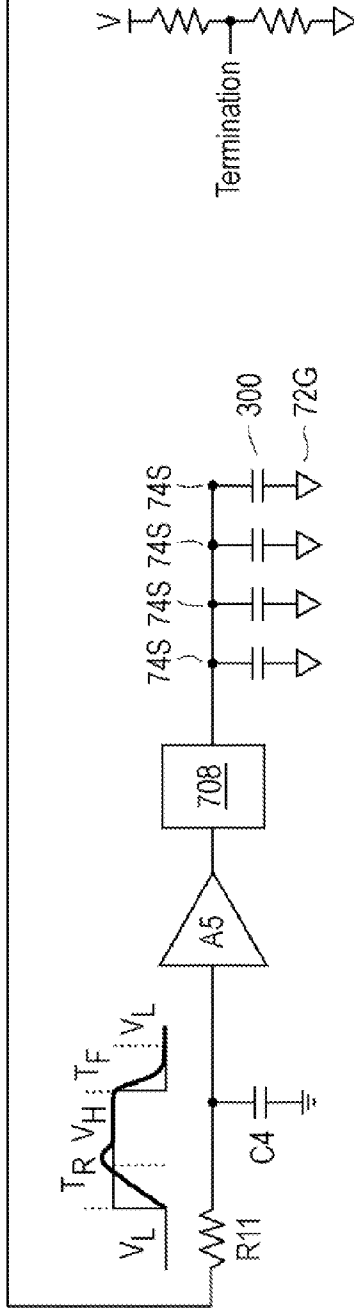 V
Termination
74S 74S 74S 74S
300
72G
708
A5
V_L T_R V_H T_F V_L
C4
R11